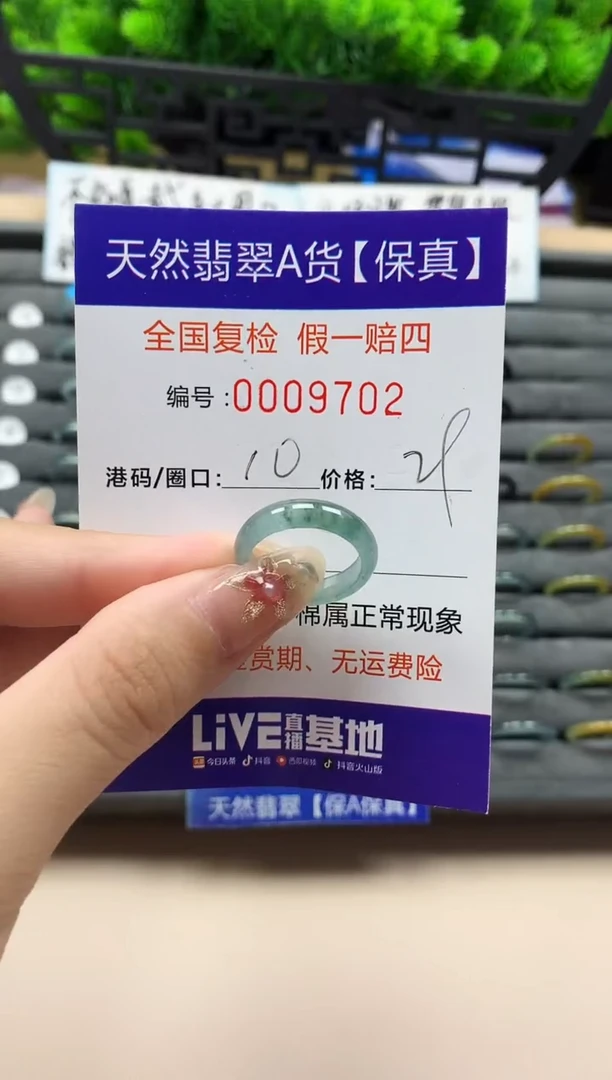 天然翡翠A货【保真】
全国复检 假一赔四
编号:0009702
港码/圈口: 10 价格:
棉属正常现象
赏期、无运费险
LiVE直播基地
今日头条 抖音 西瓜视频 抖音火山版
天然翡翠【保A保真】